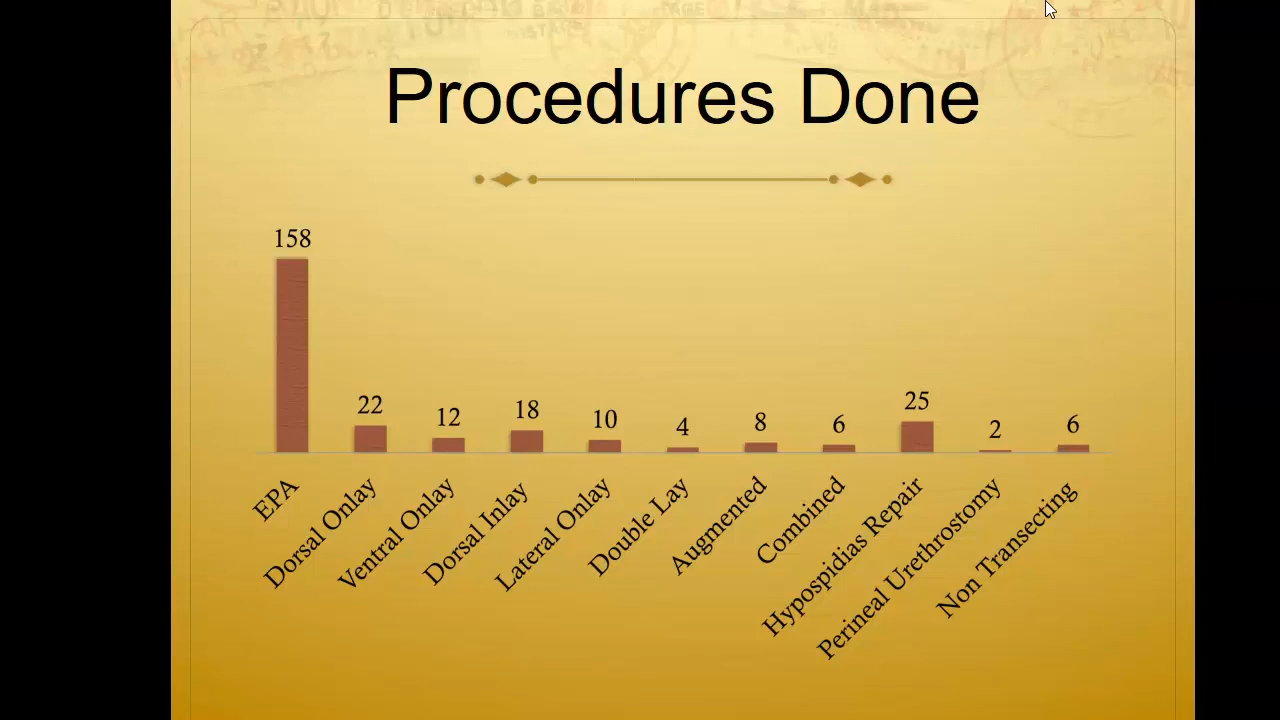 Procedures Done
158
22
12
18
10
4
8
6
25
2
6
EPA
Dorsal Onlay
Ventral Onlay
Dorsal Inlay
Lateral Onlay
Double Lay
Augmented
Combined
Hypospidias Repair
Perineal Urethrostomy
Non Transecting